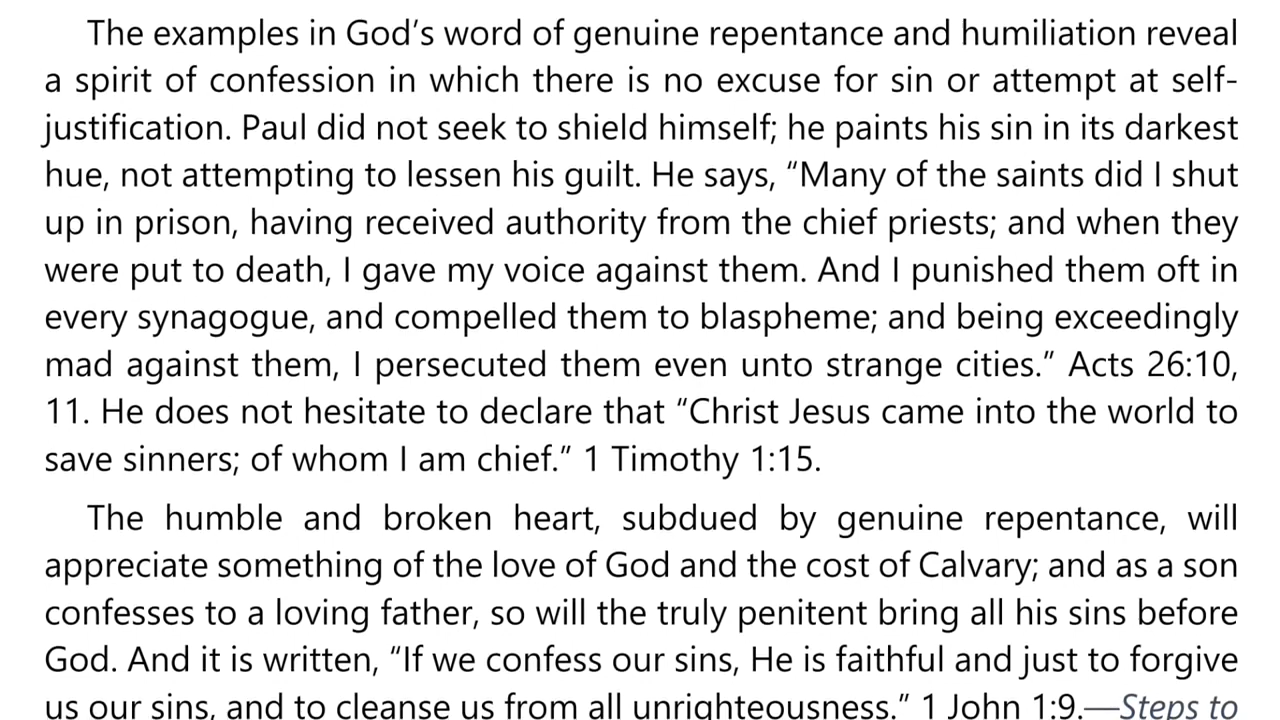 The examples in God’s word of genuine repentance and humiliation reveal
a spirit of confession in which there is no excuse for sin or attempt at self-
justification. Paul did not seek to shield himself; he paints his sin in its darkest
hue, not attempting to lessen his guilt. He says, “Many of the saints did I shut
up in prison, having received authority from the chief priests; and when they
were put to death, I gave my voice against them. And I punished them oft in
every synagogue, and compelled them to blaspheme; and being exceedingly
mad against them, I persecuted them even unto strange cities.” Acts 26:10,
11. He does not hesitate to declare that “Christ Jesus came into the world to
save sinners; of whom I am chief.” 1 Timothy 1:15.
The humble and broken heart, subdued by genuine repentance, will
appreciate something of the love of God and the cost of Calvary; and as a son
confesses to a loving father, so will the truly penitent bring all his sins before
God. And it is written, “If we confess our sins, He is faithful and just to forgive
us our sins, and to cleanse us from all unrighteousness.” 1 John 1:9.—Steps to